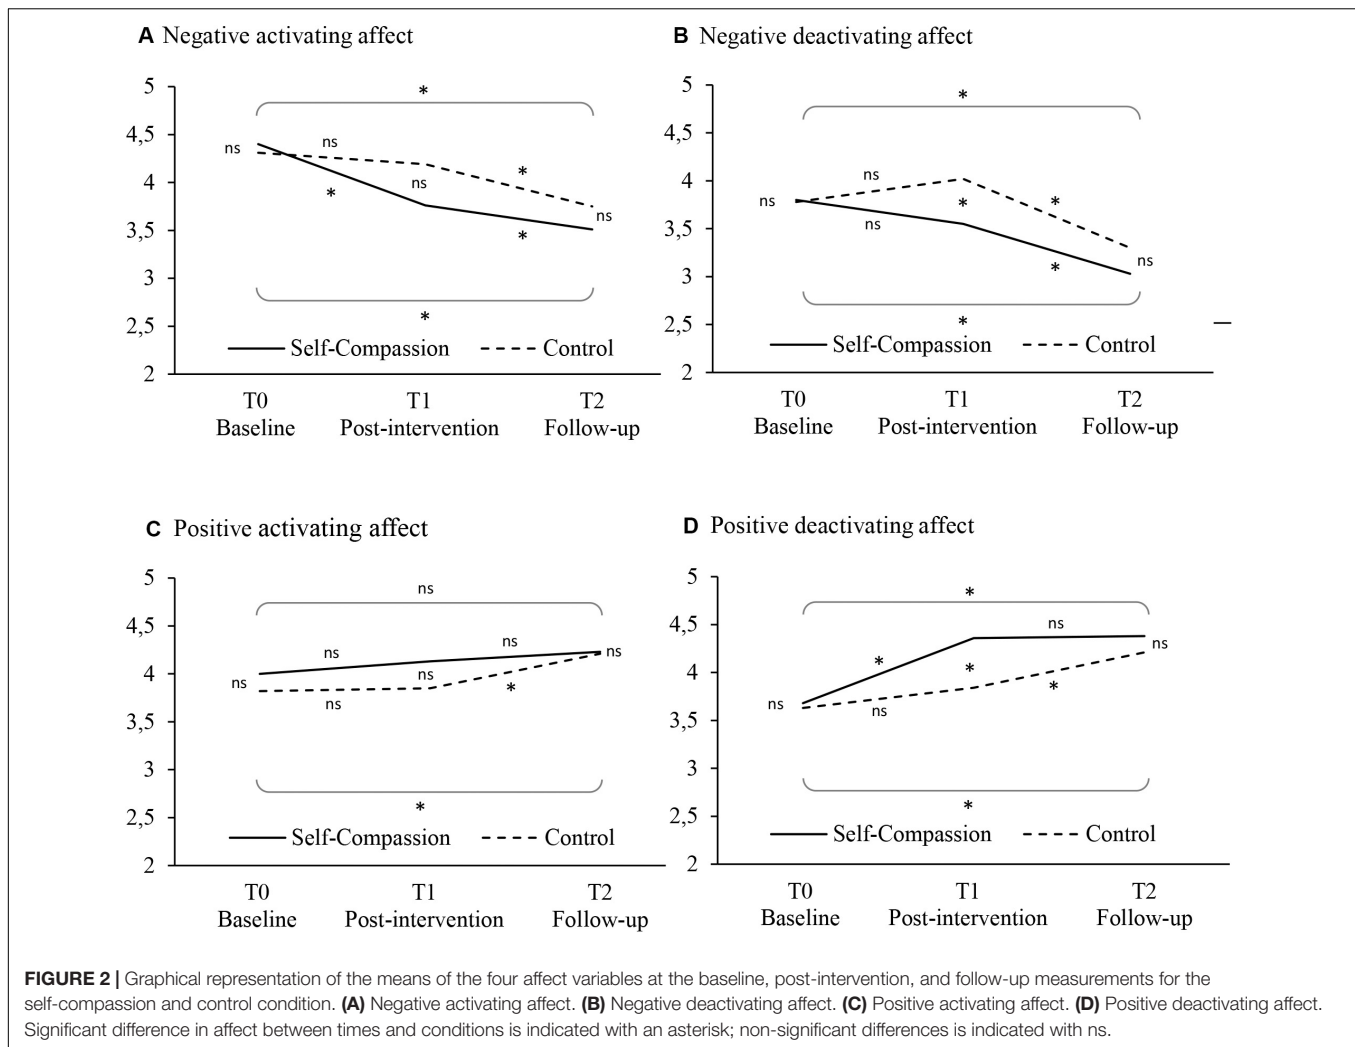 A Negative activating affect
5
4,5
4
3,5
3
2,5
2
*
ns
ns
*
*
ns
ns
*
*
Self-Compassion
Control
T0
Baseline
T1
Post-intervention
T2
Follow-up
B Negative deactivating affect
5
4,5
4
3,5
3
2,5
2
*
ns
ns
*
*
ns
*
ns
*
Self-Compassion
Control
T0
Baseline
T1
Post-intervention
T2
Follow-up
C Positive activating affect
5
4,5
4
3,5
3
2,5
2
ns
ns
ns
ns
ns
ns
ns
*
*
Self-Compassion
Control
T0
Baseline
T1
Post-intervention
T2
Follow-up
D Positive deactivating affect
5
4,5
4
3,5
3
2,5
2
*
ns
ns
*
*
ns
ns
*
*
Self-Compassion
Control
T0
Baseline
T1
Post-intervention
T2
Follow-up
FIGURE 2 | Graphical representation of the means of the four affect variables at the baseline, post-intervention, and follow-up measurements for the
self-compassion and control condition. (A) Negative activating affect. (B) Negative deactivating affect. (C) Positive activating affect. (D) Positive deactivating affect.
Significant difference in affect between times and conditions is indicated with an asterisk; non-significant differences is indicated with ns.